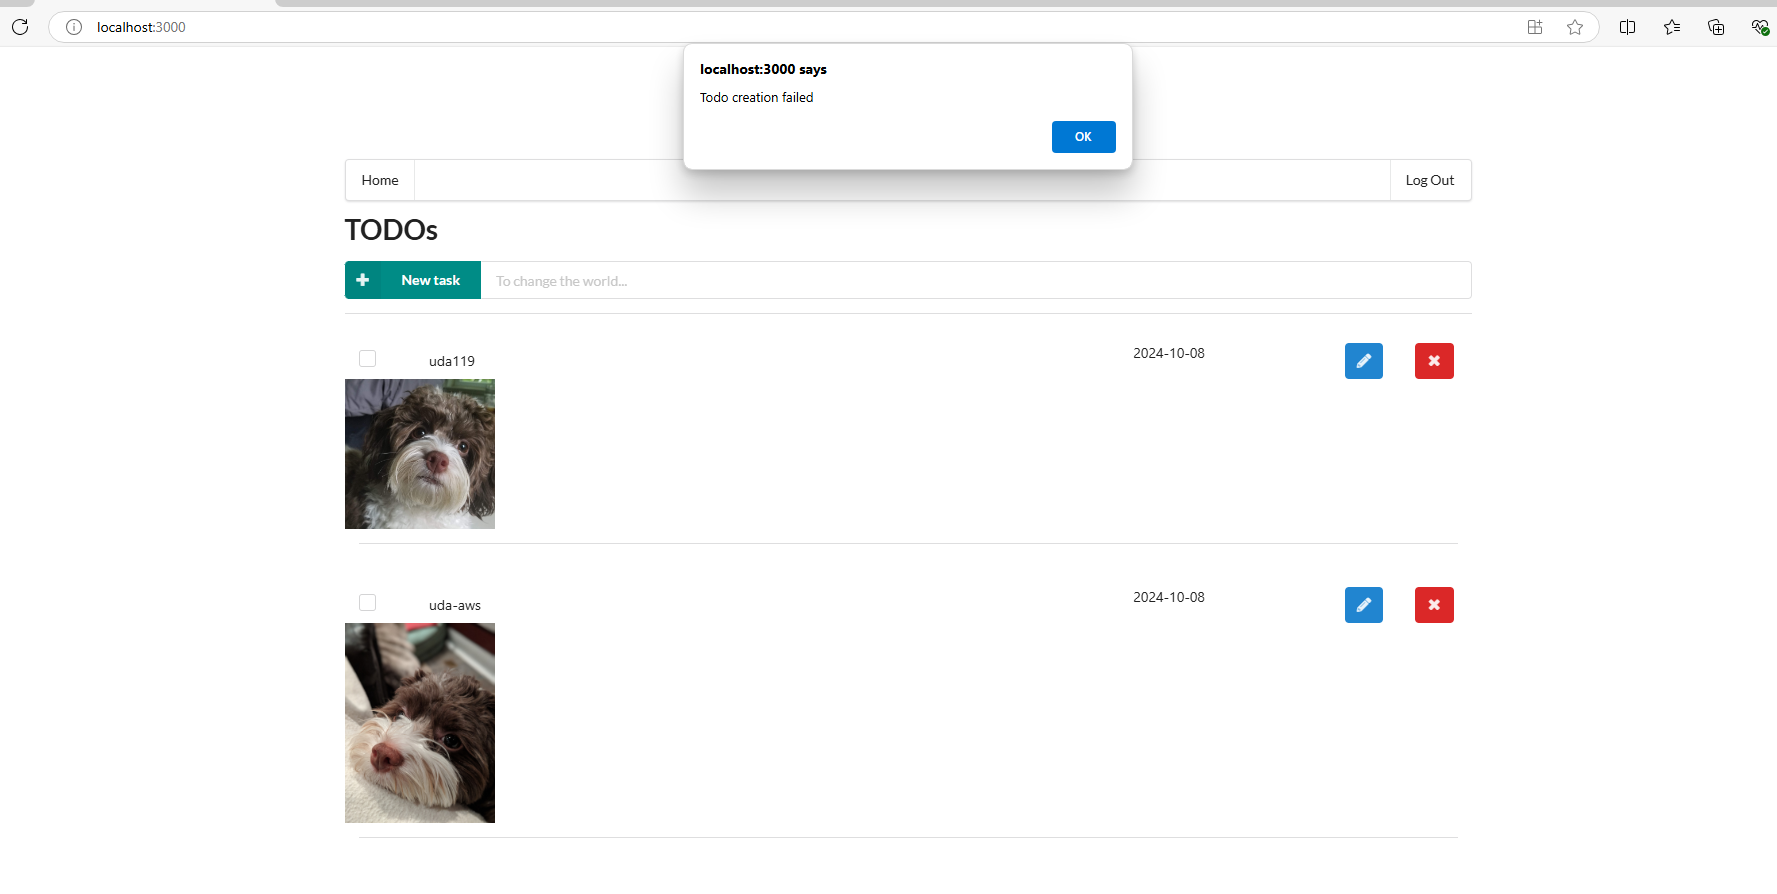 localhost:3000
localhost:3000 says
Todo creation failed
OK
Home
Log Out
TODOs
New task
To change the world...
uda119
2024-10-08
uda-aws
2024-10-08